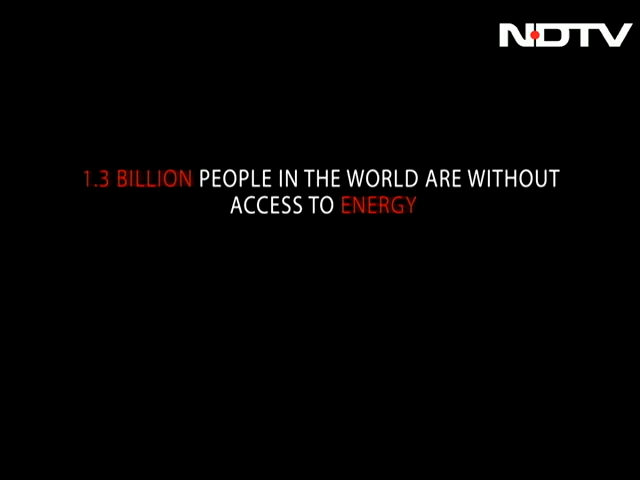 NDTV
1.3 BILLION PEOPLE IN THE WORLD ARE WITHOUT
ACCESS TO ENERGY